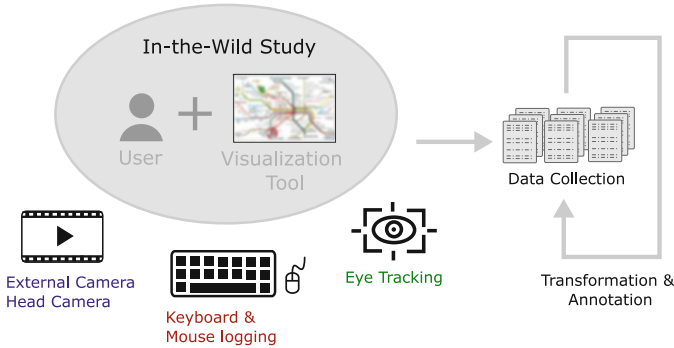 In-the-Wild Study
User
Visualization
Tool
Data Collection
External Camera
Head Camera
Keyboard &
Mouse logging
Eye Tracking
Transformation &
Annotation